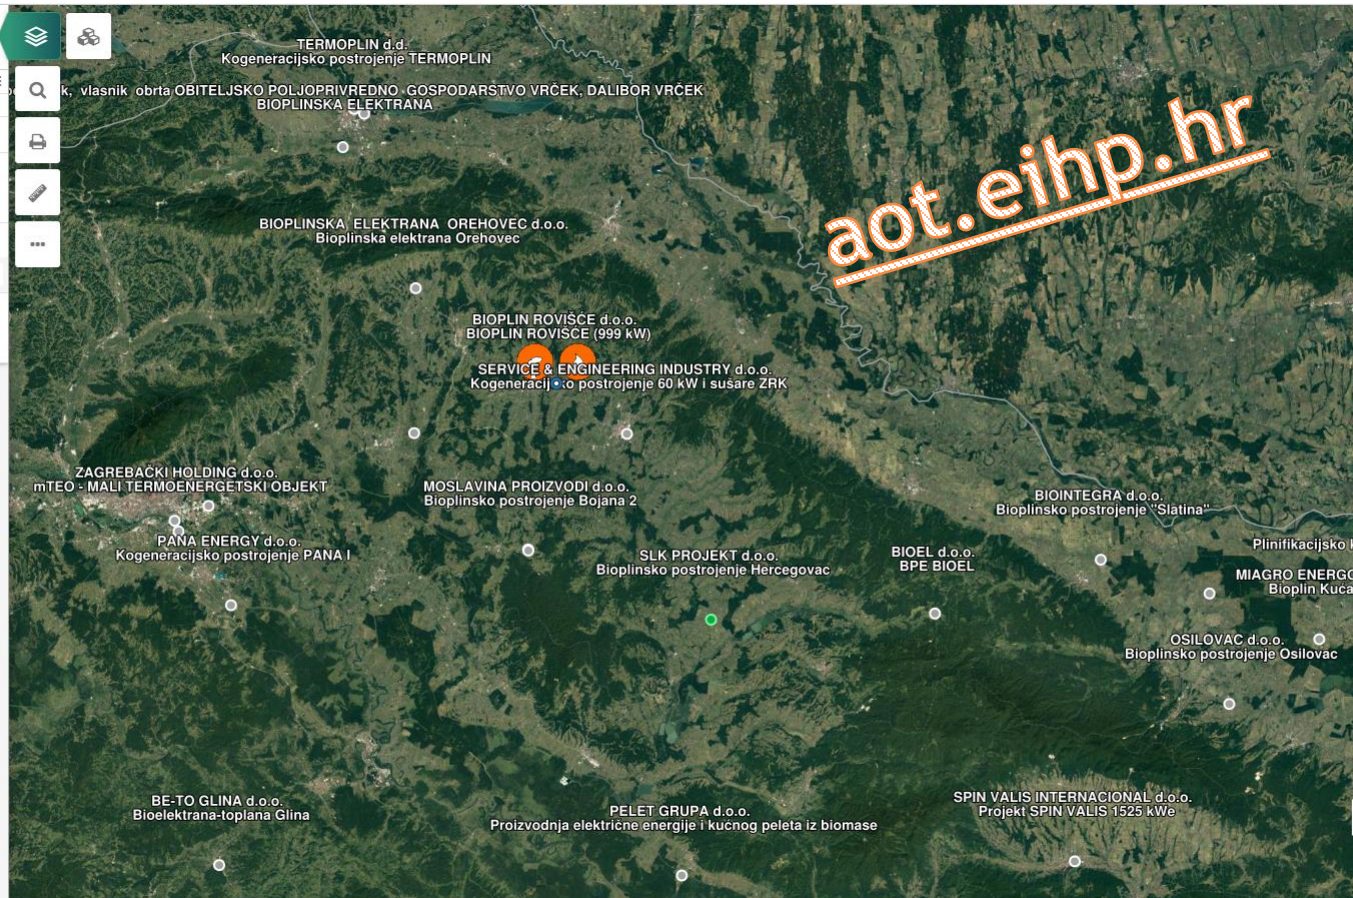 TERMOPLIN d.d.
Kogeneracijsko postrojenje TERMOPLIN
k, vlasnik obrta OBITELJSKO POLJOPRIVREDNO GOSPODARSTVO VRČEK, DALIBOR VRČEK
BIOPLINSKA ELEKTRANA
aot.eihp.hr
BIOPLINSKA ELEKTRANA OREHOVEC d.o.o.
Bioplinska elektrana Orehovec
BIOPLIN ROVIŠĆE d.o.o.
BIOPLIN ROVIŠĆE (999 kW)
SERVICE & ENGINEERING INDUSTRY d.o.o.
Kogeneracijsko postrojenje 60 kW i sušare ZRK
ZAGREBAČKI HOLDING d.o.o.
mTEO - MALI TERMOENERGETSKI OBJEKT
MOSLAVINA PROIZVODI d.o.o.
Bioplinsko postrojenje Bojana 2
BIOINTEGRA d.o.o.
Bioplinsko postrojenje "Slatina"
PANA ENERGY d.o.o.
Kogeneracijsko postrojenje PANA I
SLK PROJEKT d.o.o.
Bioplinsko postrojenje Hercegovac
BIOEL d.o.o.
BPE BIOEL
Plinifikacijsko k
MIAGRO ENERGO
Bioplin Kuća
OSILOVAC d.o.o.
Bioplinsko postrojenje Osilovac
BE-TO GLINA d.o.o.
Bioelektrana-toplana Glina
PELET GRUPA d.o.o.
Proizvodnja električne energije i kućnog peleta iz biomase
SPIN VALIS INTERNACIONAL d.o.o.
Projekt SPIN VALIS 1525 kWe